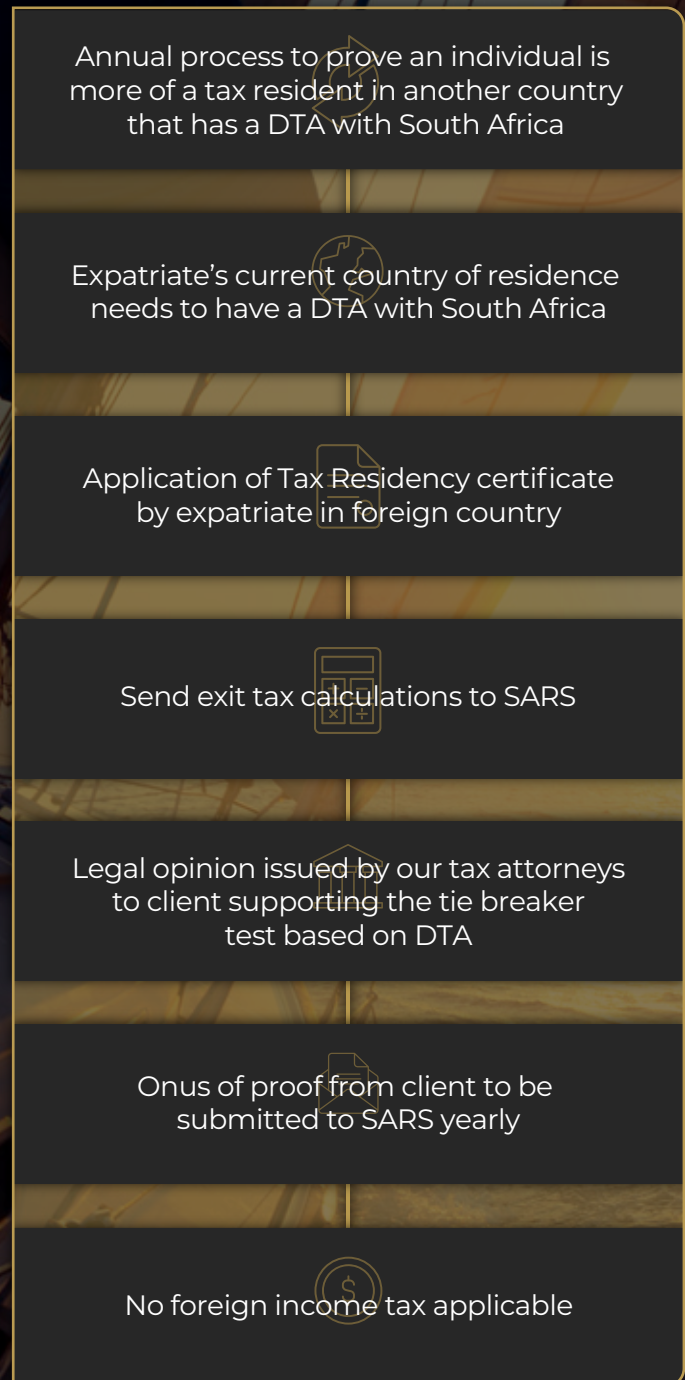 Annual process to prove an individual is
more of a tax resident in another country
that has a DTA with South Africa
Expatriate’s current country of residence
needs to have a DTA with South Africa
Application of Tax Residency certificate
by expatriate in foreign country
Send exit tax calculations to SARS
Legal opinion issued by our tax attorneys
to client supporting the tie breaker
test based on DTA
Onus of proof from client to be
submitted to SARS yearly
No foreign income tax applicable